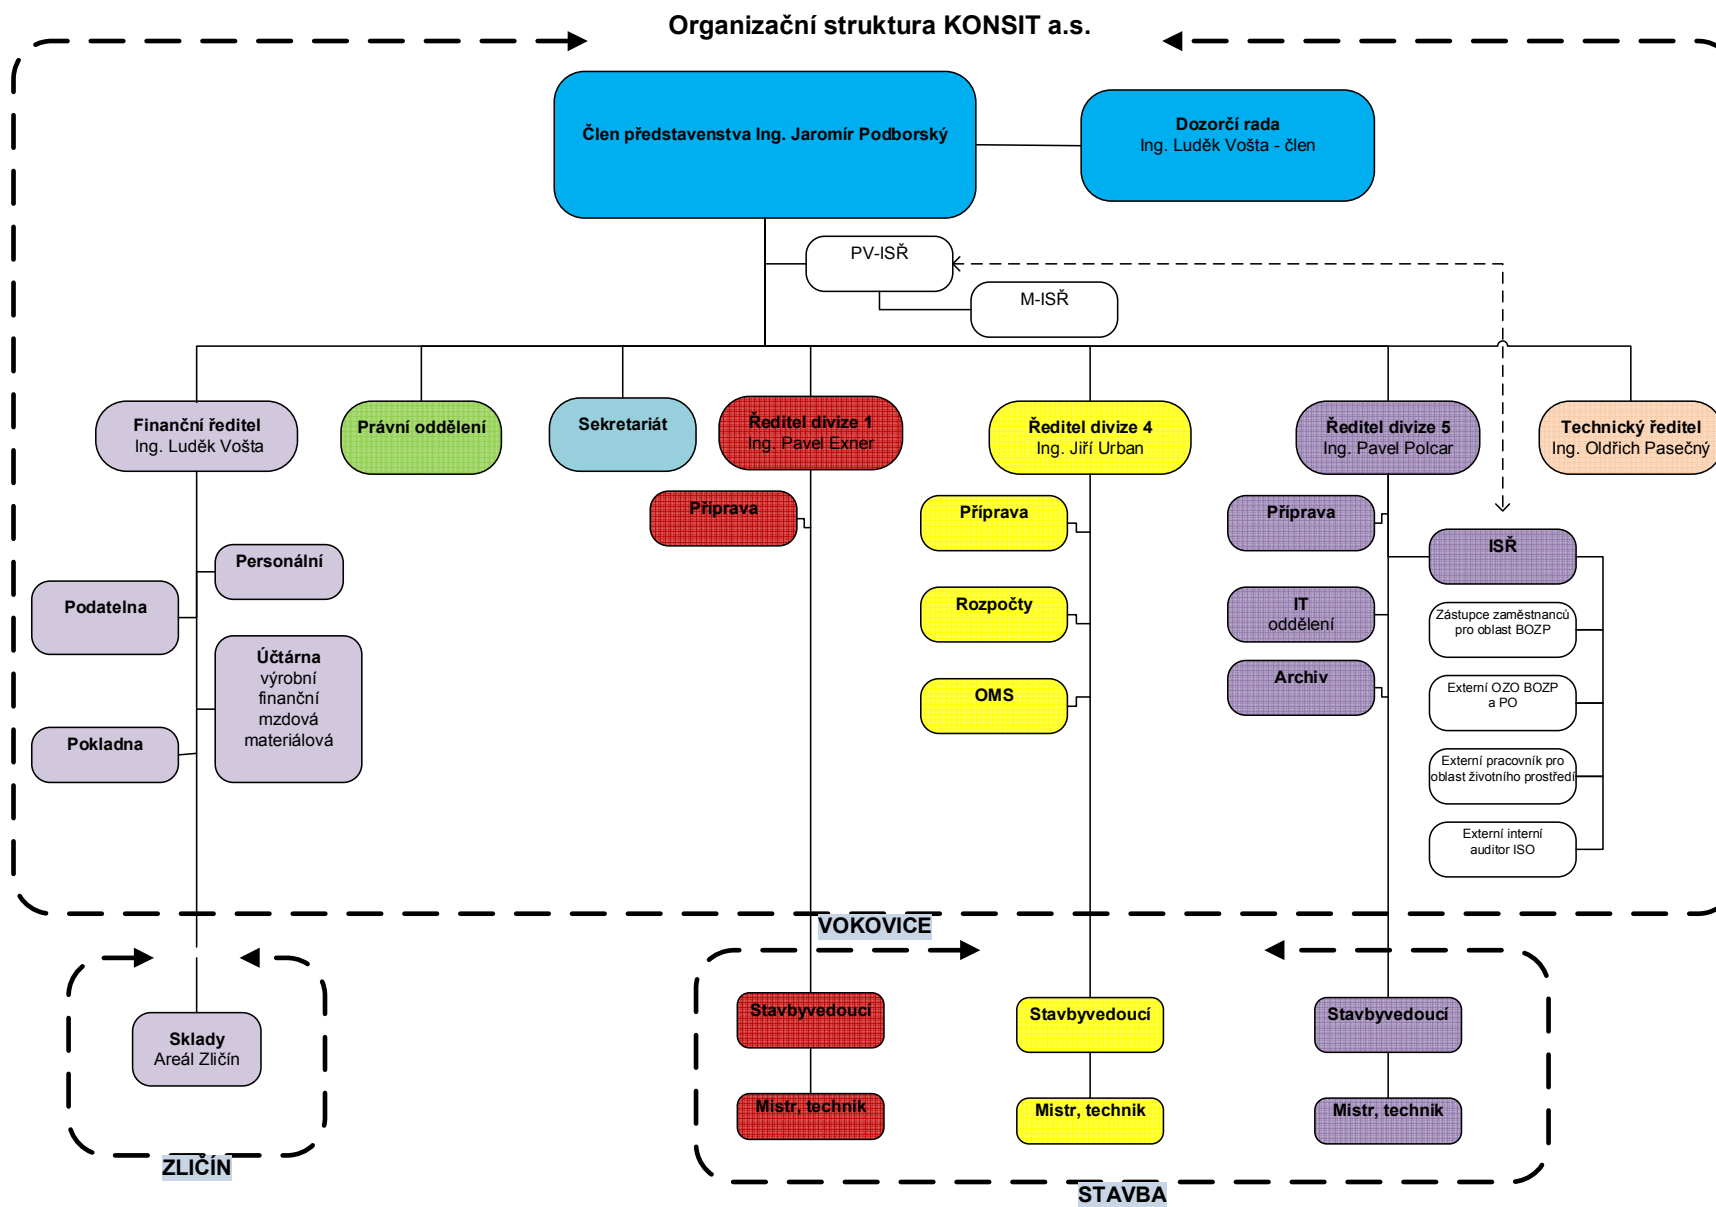 Organizační struktura KONSIT a.s.
Člen představenstva Ing. Jaromír Podborský
Dozorčí rada
Ing. Luděk Vošta - člen
PV-ISŘ
M-ISŘ
Finanční ředitel
Ing. Luděk Vošta
Právní oddělení
Sekretariát
Ředitel divize 1
Ing. Pavel Exner
Ředitel divize 4
Ing. Jiří Urban
Ředitel divize 5
Ing. Pavel Polcar
Technický ředitel
Ing. Oldřich Pasečný
Příprava
Příprava
Příprava
ISŘ
Personální
Podatelna
Rozpočty
IT
oddělení
Zástupce zaměstnanců
pro oblast BOZP
Účtárna
výrobní
finanční
mzdová
materiálová
OMS
Archiv
Externí OZO BOZP
a PO
Pokladna
Externí pracovník pro
oblast životního prostředí
Externí interní
auditor ISO
VOKOVICE
Sklady
Areál Zličín
Stavbyvedoucí
Stavbyvedoucí
Stavbyvedoucí
Mistr, technik
Mistr, technik
Mistr, technik
ZLIČÍN
STAVBA